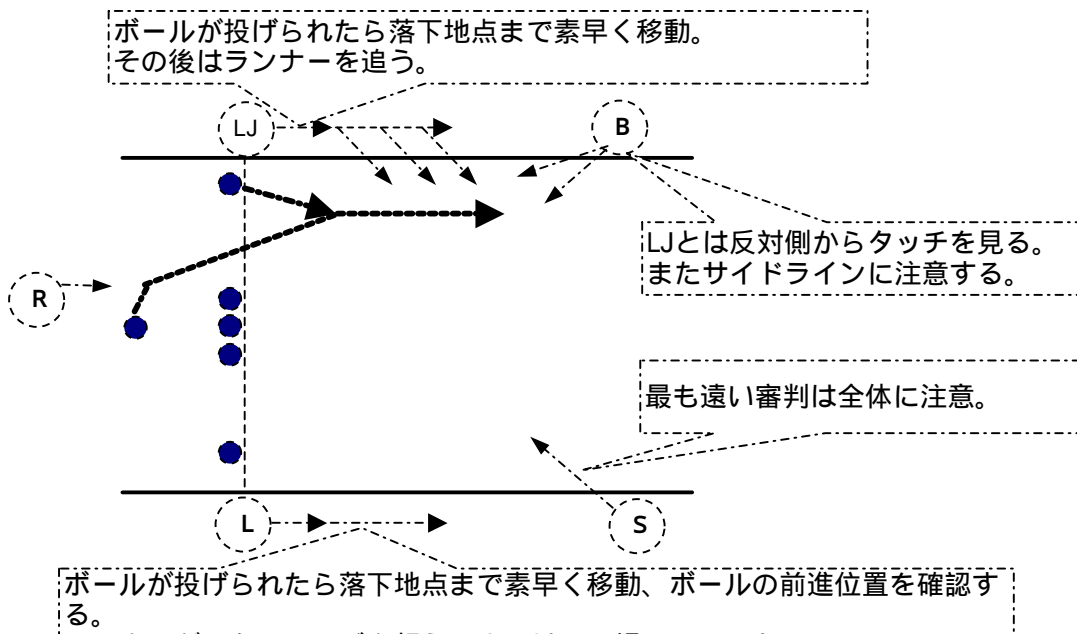 ボールが投げられたら落下地点まで素早く移動。
その後はランナーを追う。
LJ
B
LJとは反対側からタッチを見る。
またサイドラインに注意する。
R
最も遠い審判は全体に注意。
L
S
ボールが投げられたら落下地点まで素早く移動、ボールの前進位置を確認す
る。